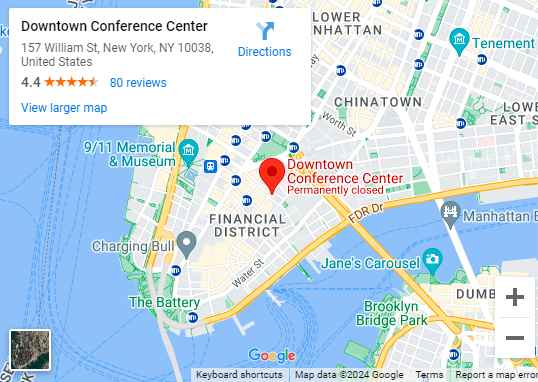 Downtown Conference Center
157 William St, New York, NY 10038,
United States
Directions
4.4
80 reviews
View larger map
LOWER
MANHATTAN
Tenement
CHINATOWN
LOWE
EAST S
Worth St
9/11 Memorial
& Museum
Downtown
Conference Center
Permanently closed
FDR Dr
Manhattan B
FINANCIAL
DISTRICT
Charging Bull
Water St
Jane's Carousel
The Battery
DUMB
Brooklyn
Bridge Park
Google
Keyboard shortcuts
Map data ©2024 Google
Terms
Report a map error